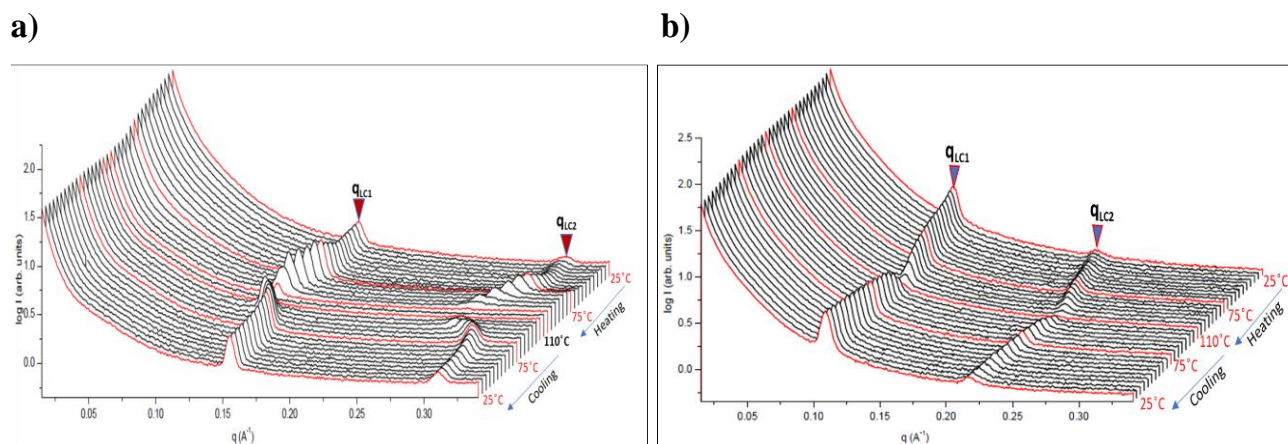 a)
b)
qLC1
qLC2
2.0
1.5
1.0
0.5
0.0
log I (arb. units)
0.05
0.10
0.15
0.20
0.25
0.30
q (A⁻¹)
25˚C
75˚C
110˚C
75˚C
25˚C
Heating
Cooling
qLC1
qLC2
2.5
2.0
1.5
1.0
0.5
0.0
log I (arb. units)
0.05
0.10
0.15
0.20
0.25
0.30
q (A⁻¹)
25˚C
75˚C
110˚C
75˚C
25˚C
Heating
Cooling